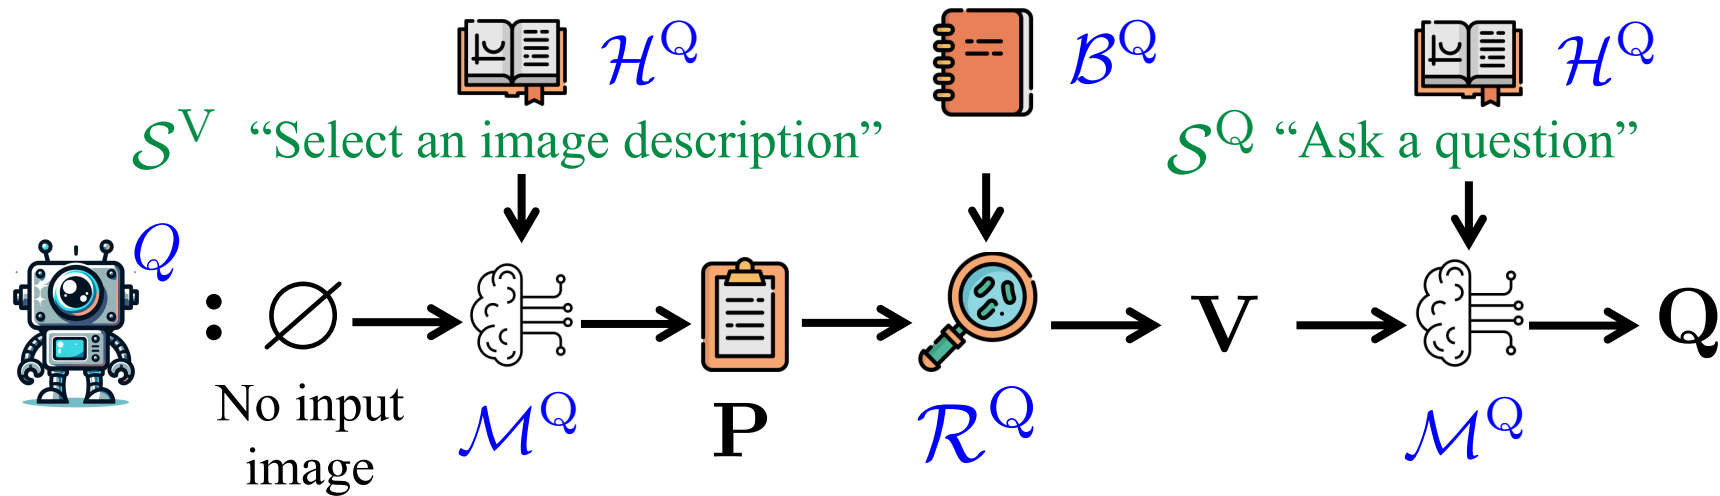 ℋ^Q ℬ^Q ℋ^Q
𝒮^V “Select an image description” 𝒮^Q “Ask a question”
Q : ∅ V Q
No input
image
ℳ^Q P ℛ^Q ℳ^Q